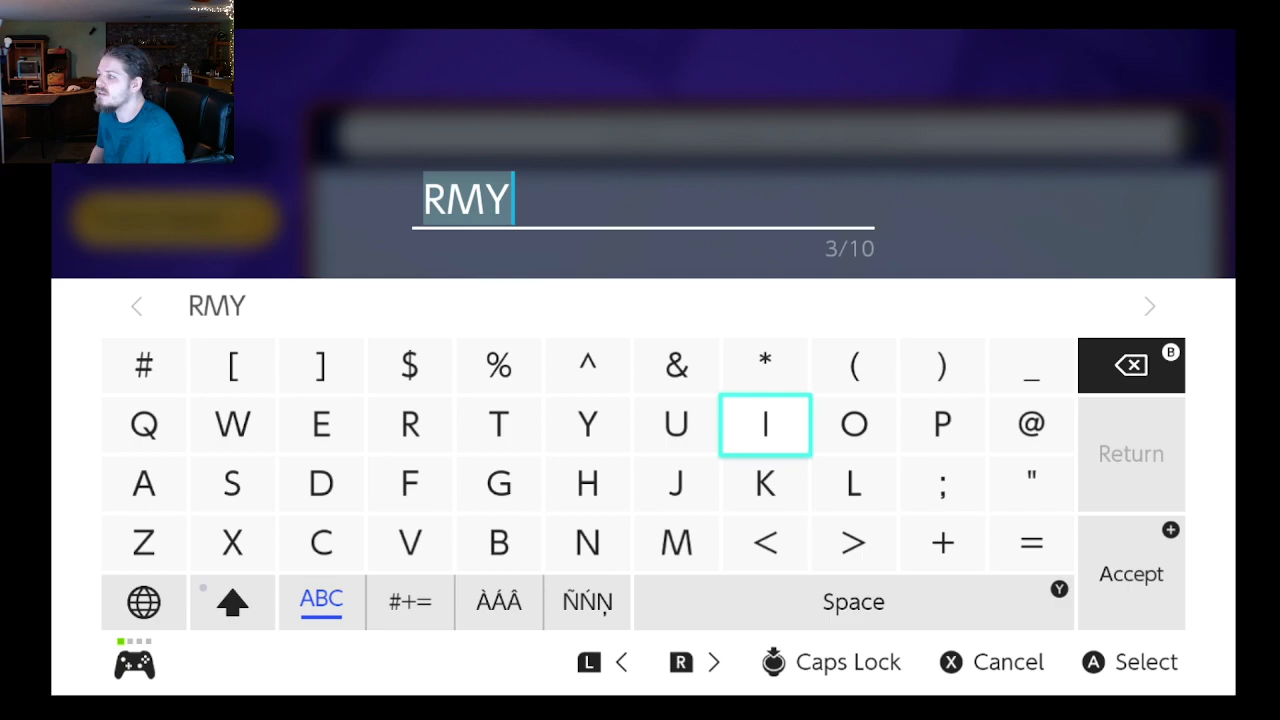 RMY
3/10
RMY
# [ ] $ % ^ & * ( ) _ B
Q W E R T Y U I O P @ Return
A S D F G H J K L ; "
Z X C V B N M < > + = + Accept
ABC #+= ÀÁÂ ÑŃŅ Space Y
L < R > Caps Lock X Cancel A Select